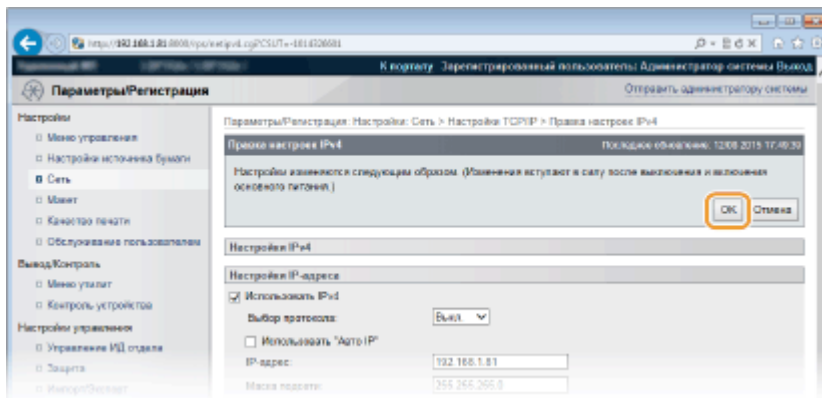 К порталу Зарегистрированный пользователь: Администратор системы Выход
Параметры/Регистрация
Отправить администратору системы
Настройки
Меню управления
Настройки источника бумаги
Сеть
Макет
Качество печати
Обслуживание пользователем
Вывод/Контроль
Меню утилит
Контроль устройства
Настройки управления
Управление ИД отдела
Защита
Импорт/Экспорт
Параметры/Регистрация: Настройки: Сеть > Настройки TCP/IP > Правка настроек IPv4
Правка настроек IPv4
Последнее обновление: 12/08 2015 17:49:39
Настройки изменяются следующим образом. (Изменения вступают в силу после выключения и включения
основного питания.)
OK Отмена
Настройки IPv4
Настройки IP-адреса
Использовать IPv4
Выбор протокола: Выкл.
Использовать "Авто IP"
IP-адрес: 192.168.1.81
Маска подсети: 255.255.255.0